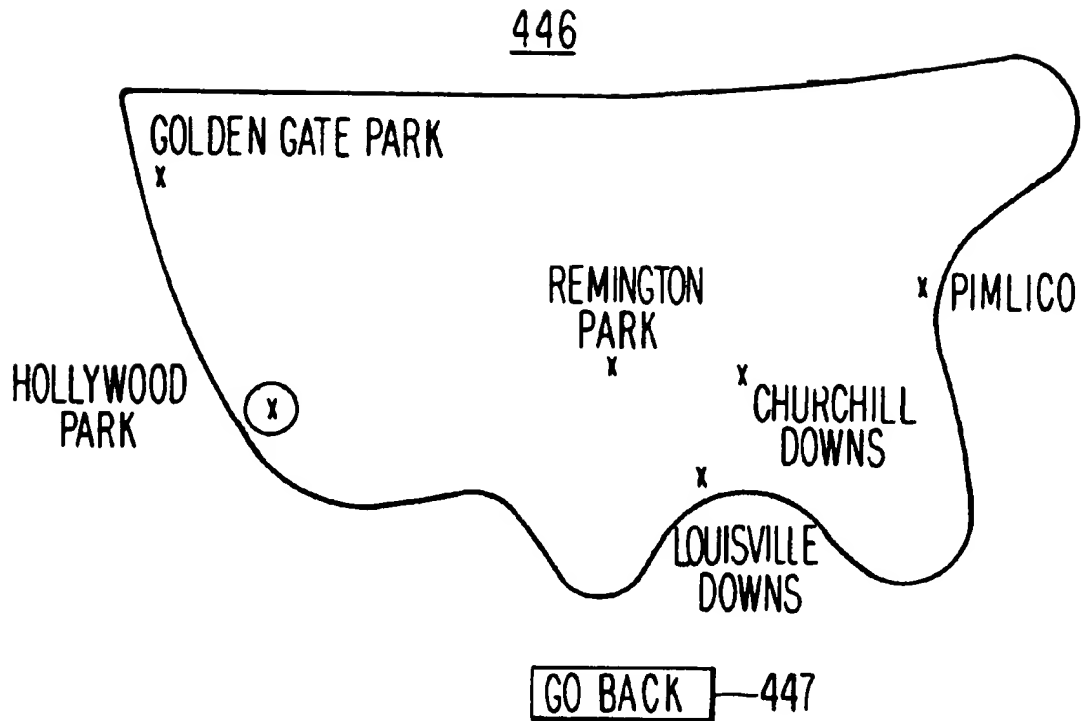 446
GOLDEN GATE PARK
x
REMINGTON
PARK
x
x PIMLICO
HOLLYWOOD
PARK
x
x
CHURCHILL
DOWNS
x
LOUISVILLE
DOWNS
GO BACK 447